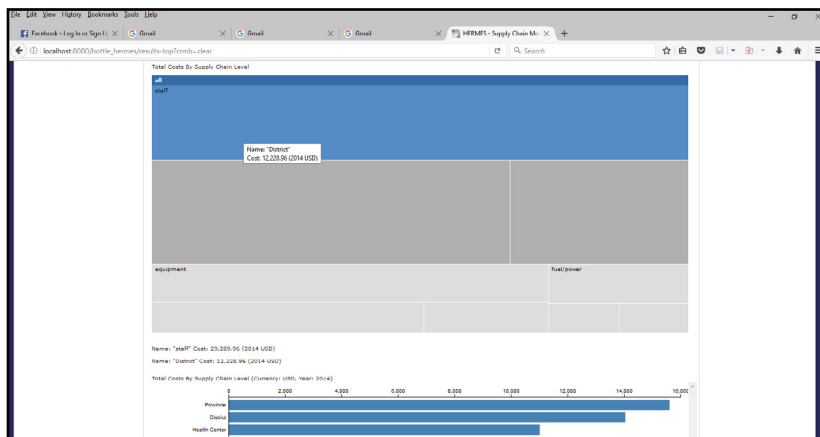 File Edit View History Bookmarks Tools Help
Facebook - Log In or Sign U
Gmail
Gmail
Gmail
HERMES - Supply Chain Mo
localhost:8080/bottle_hermes/results-top?crmb=clear
Search
Total Costs By Supply Chain Level
all
staff
Name: "District"
Cost: 12,228.96 (2014 USD)
equipment fuel/power
Name: "staff" Cost: 29,289.96 (2014 USD)
Name: "District" Cost: 12,228.96 (2014 USD)
Total Costs By Supply Chain Level (Currency: USD, Year: 2014)
0 2,000 4,000 6,000 8,000 10,000 12,000 14,000 16,000
Province
District
Health Center